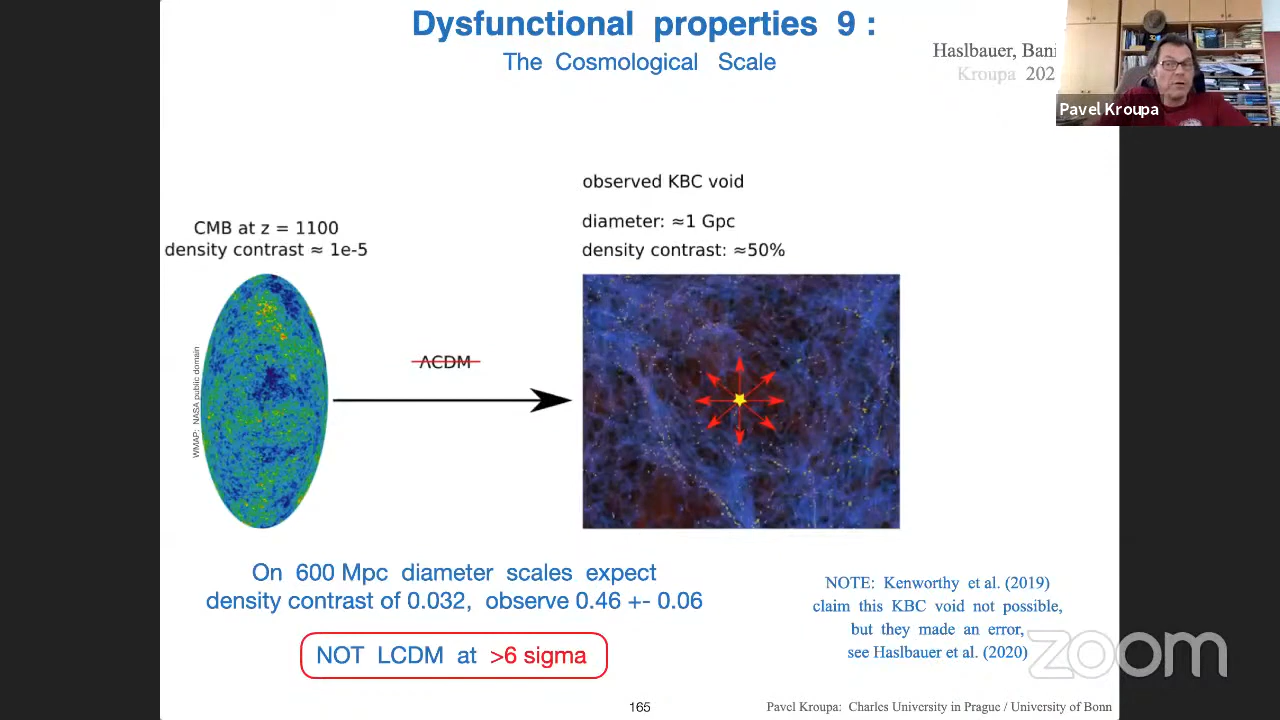 Dysfunctional properties 9 :
The Cosmological Scale
Haslbauer, Bani
Kroupa 202
Pavel Kroupa
observed KBC void
diameter: ≈1 Gpc
density contrast: ≈50%
CMB at z = 1100
density contrast ≈ 1e-5
WMAP: NASA public domain
ΛCDM
On 600 Mpc diameter scales expect
density contrast of 0.032, observe 0.46 +- 0.06
NOT LCDM at >6 sigma
NOTE: Kenworthy et al. (2019)
claim this KBC void not possible,
but they made an error,
see Haslbauer et al. (2020)
zoom
165
Pavel Kroupa: Charles University in Prague / University of Bonn